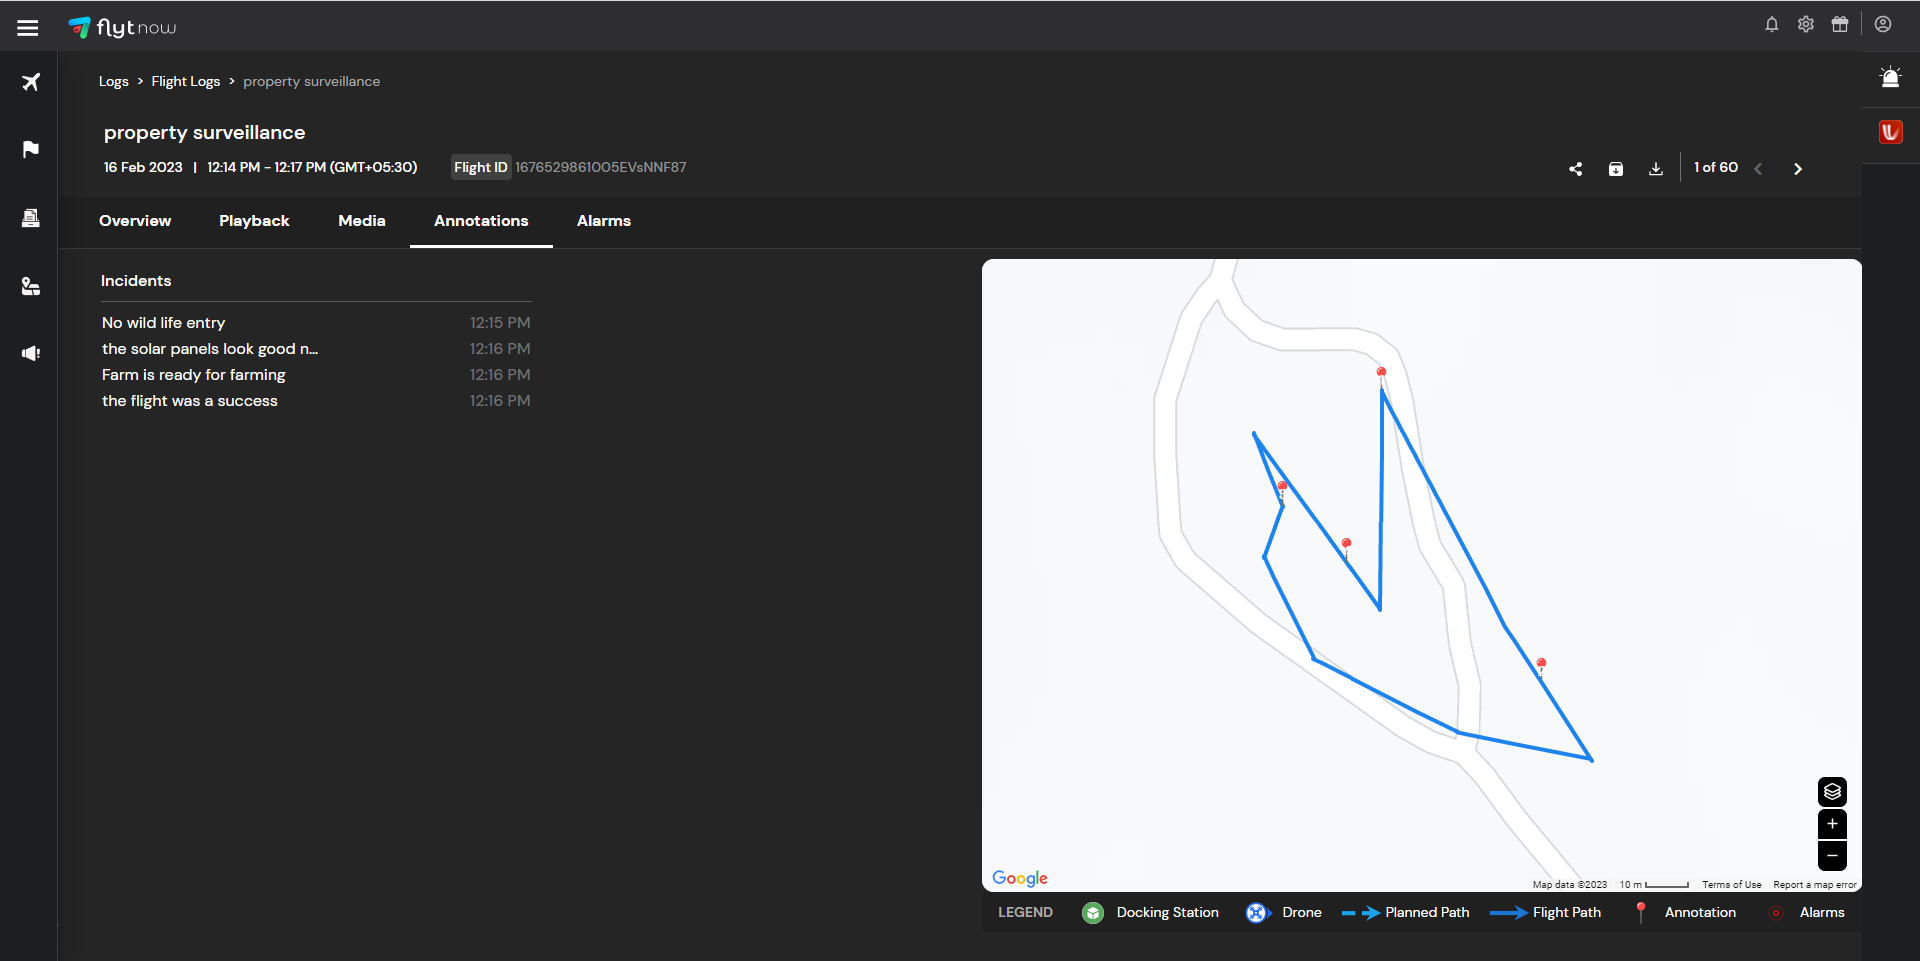 flytnow
Logs > Flight Logs > property surveillance
property surveillance
16 Feb 2023 | 12:14 PM - 12:17 PM (GMT+05:30) Flight ID 1676529861005EVsNNF87
1 of 60
Overview Playback Media Annotations Alarms
Incidents
No wild life entry 12:15 PM
the solar panels look good n... 12:16 PM
Farm is ready for farming 12:16 PM
the flight was a success 12:16 PM
Google
Map data ©2023 10 m Terms of Use Report a map error
LEGEND Docking Station Drone Planned Path Flight Path Annotation Alarms